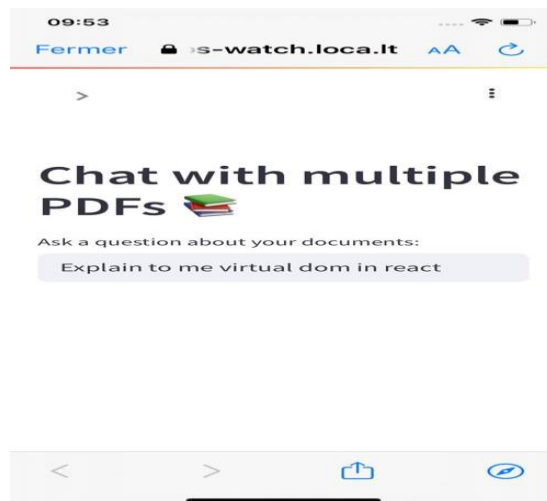 09:53
Fermer s-watch.loca.lt AA
>
Chat with multiple
PDFs 📚
Ask a question about your documents:
Explain to me virtual dom in react
< >